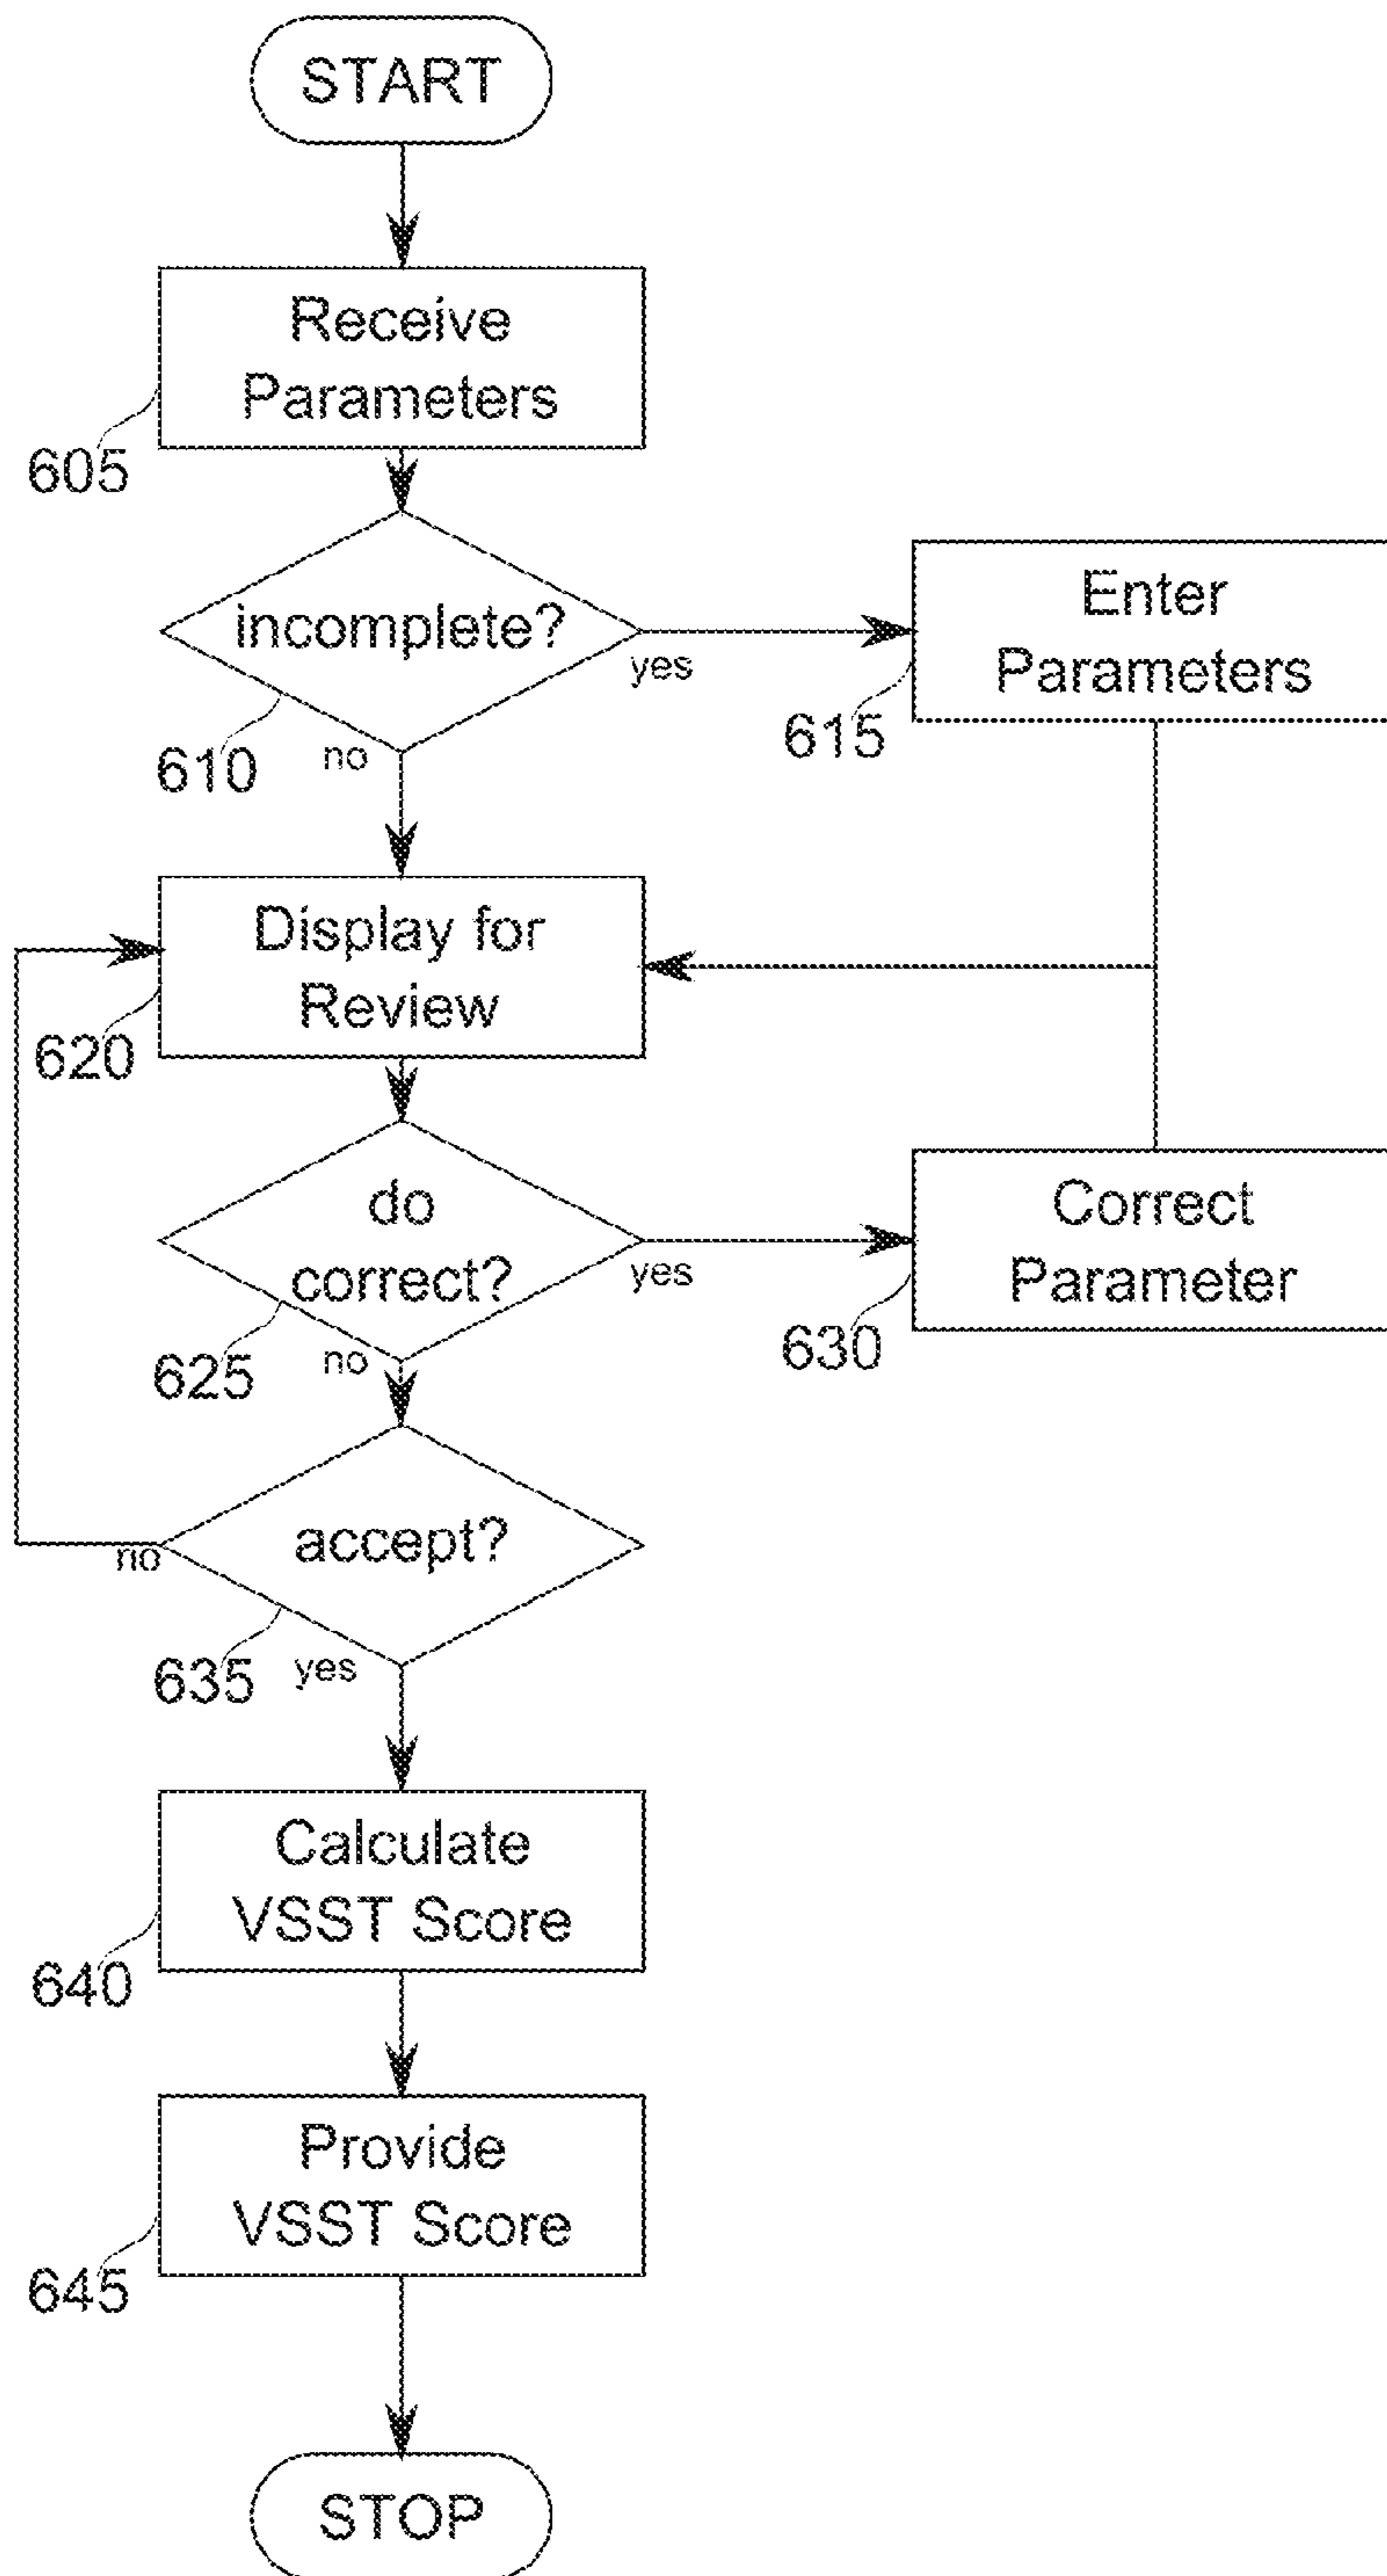 START
Receive
Parameters
605
incomplete?
yes
610
no
Enter
Parameters
615
Display for
Review
620
do
correct?
yes
625
no
Correct
Parameter
630
accept?
no
635
yes
Calculate
VSST Score
640
Provide
VSST Score
645
STOP